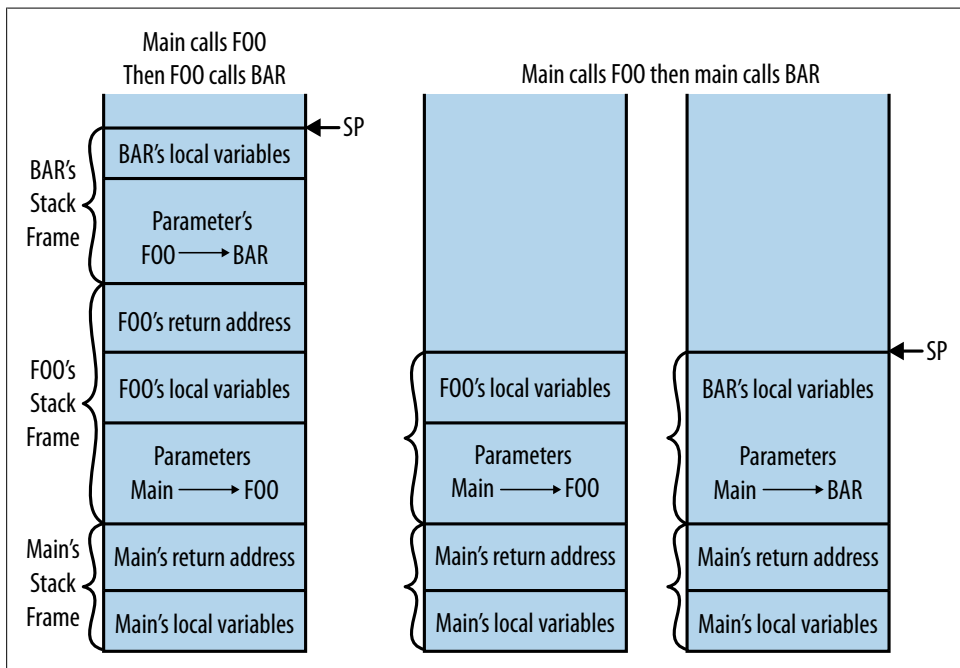 Main calls FOO
Then FOO calls BAR
SP
BAR's local variables
BAR's
Stack
Frame
Parameter's
FOO BAR
FOO's return address
FOO's local variables
FOO's
Stack
Frame
Parameters
Main FOO
Main's return address
Main's
Stack
Frame
Main's local variables
Main calls FOO then main calls BAR
FOO's local variables
Parameters
Main FOO
Main's return address
Main's local variables
SP
BAR's local variables
Parameters
Main BAR
Main's return address
Main's local variables